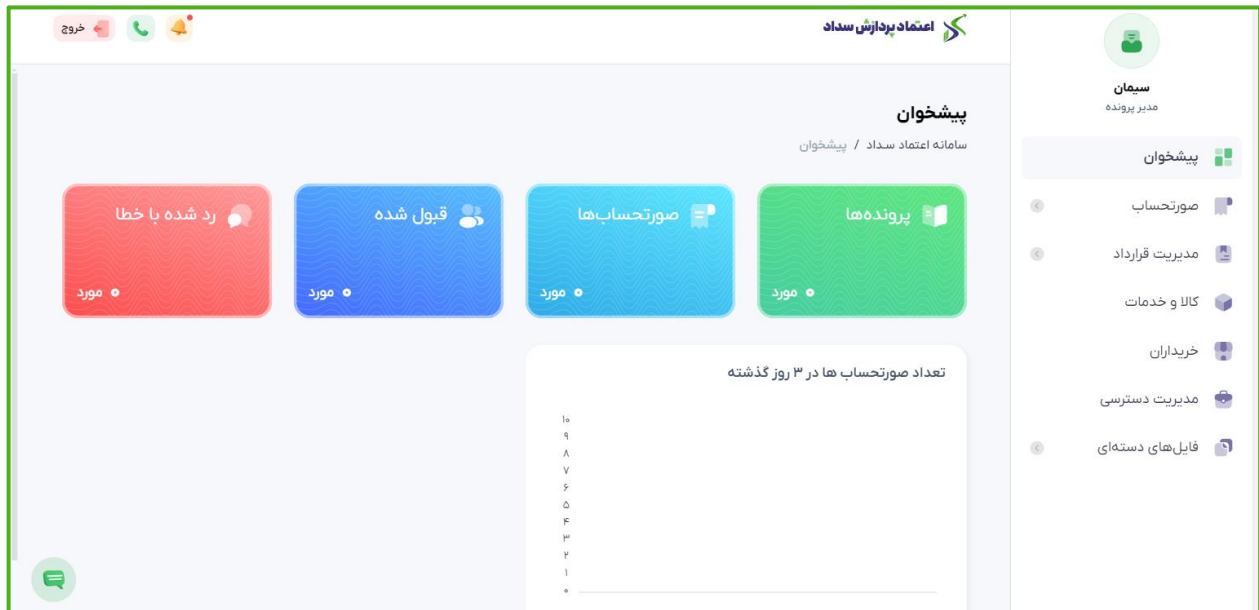 اعتماد پردازش سداد
خروج
سیمان
مدیر پرونده
پیشخوان
صورتحساب
مدیریت قرارداد
کالا و خدمات
خریداران
مدیریت دسترسی
فایل‌های دسته‌ای
پیشخوان
سامانه اعتماد سداد / پیشخوان
پرونده‌ها
۰ مورد
صورتحساب‌ها
۰ مورد
قبول شده
۰ مورد
رد شده با خطا
۰ مورد
تعداد صورتحساب ها در ۳ روز گذشته
۱۰
۹
۸
۷
۶
۵
۴
۳
۲
۱
۰